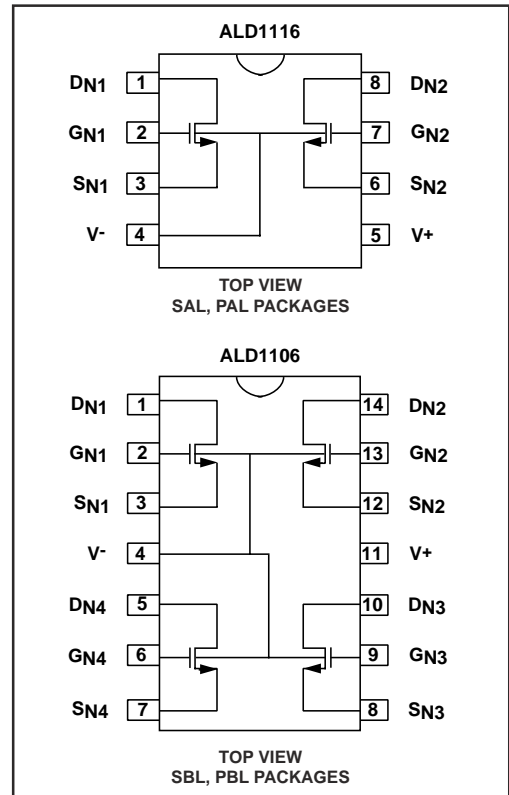 ALD1116
DN1 1 8 DN2
GN1 2 7 GN2
SN1 3 6 SN2
V- 4 5 V+
TOP VIEW
SAL, PAL PACKAGES
ALD1106
DN1 1 14 DN2
GN1 2 13 GN2
SN1 3 12 SN2
V- 4 11 V+
DN4 5 10 DN3
GN4 6 9 GN3
SN4 7 8 SN3
TOP VIEW
SBL, PBL PACKAGES